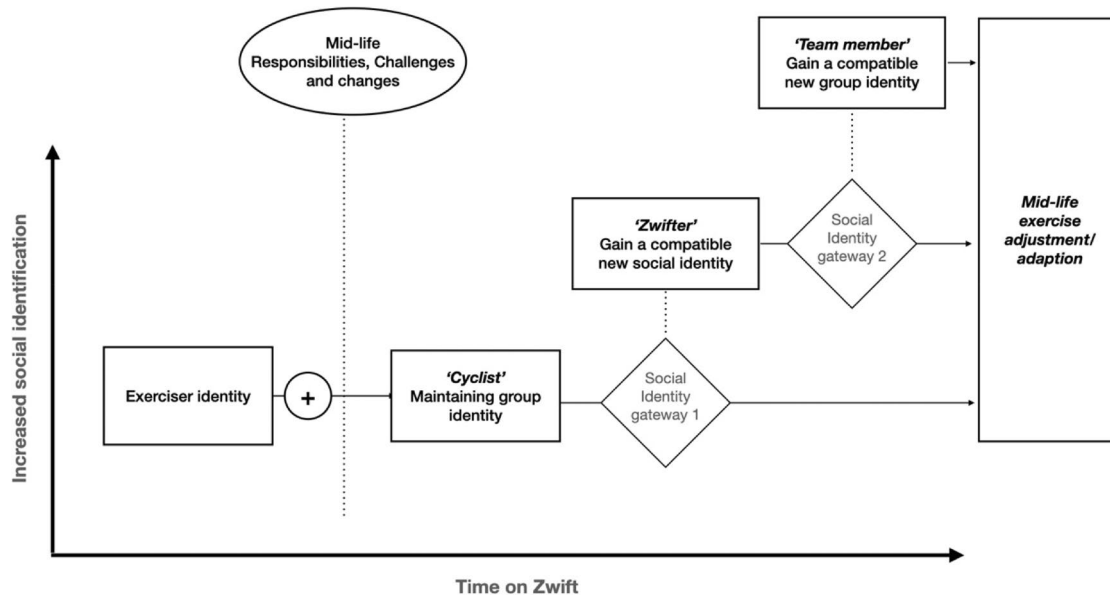 Mid-life
Responsibilities, Challenges
and changes
'Team member'
Gain a compatible
new group identity
'Zwifter'
Gain a compatible
new social identity
Social
Identity
gateway 2
Mid-life
exercise
adjustment/
adaption
Increased social identification
Exerciser identity
+
'Cyclist'
Maintaining group
identity
Social
Identity
gateway 1
Time on Zwift